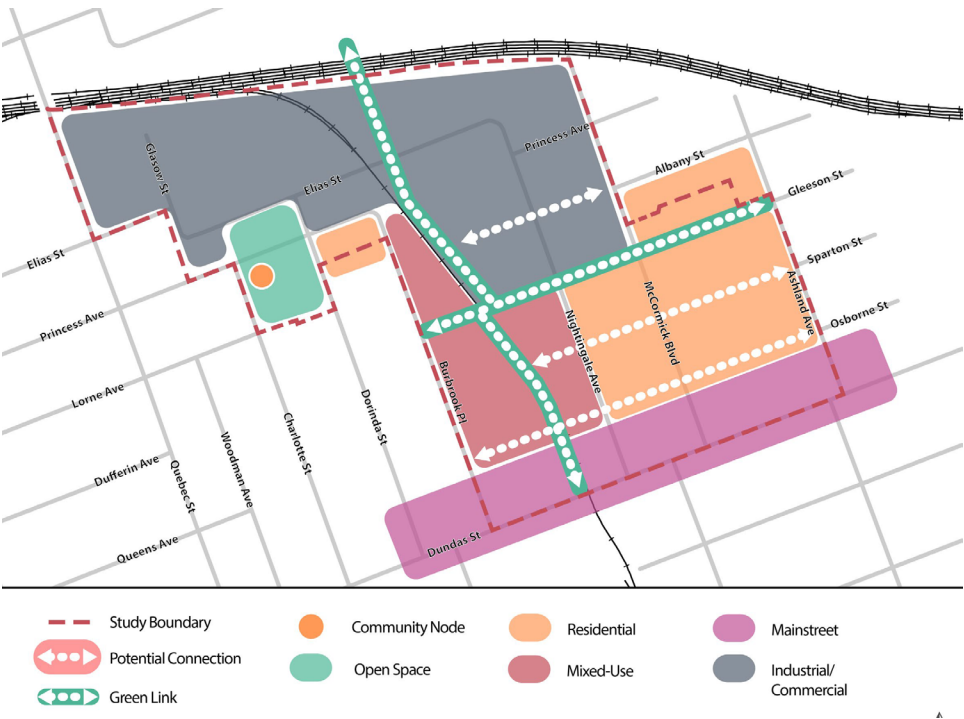 Princess Ave
Albany St
Glasow St
Elias St
Gleeson St
Elias St
Sparton St
Princess Ave
McCormick Blvd
Ashland Ave
Osborne St
Nightingale Ave
Burbrook Pl
Lorne Ave
Dorinda St
Charlotte St
Woodman Ave
Dufferin Ave
Quebec St
Queens Ave
Dundas St
Study Boundary
Community Node
Residential
Mainstreet
Potential Connection
Open Space
Mixed-Use
Industrial/
Commercial
Green Link